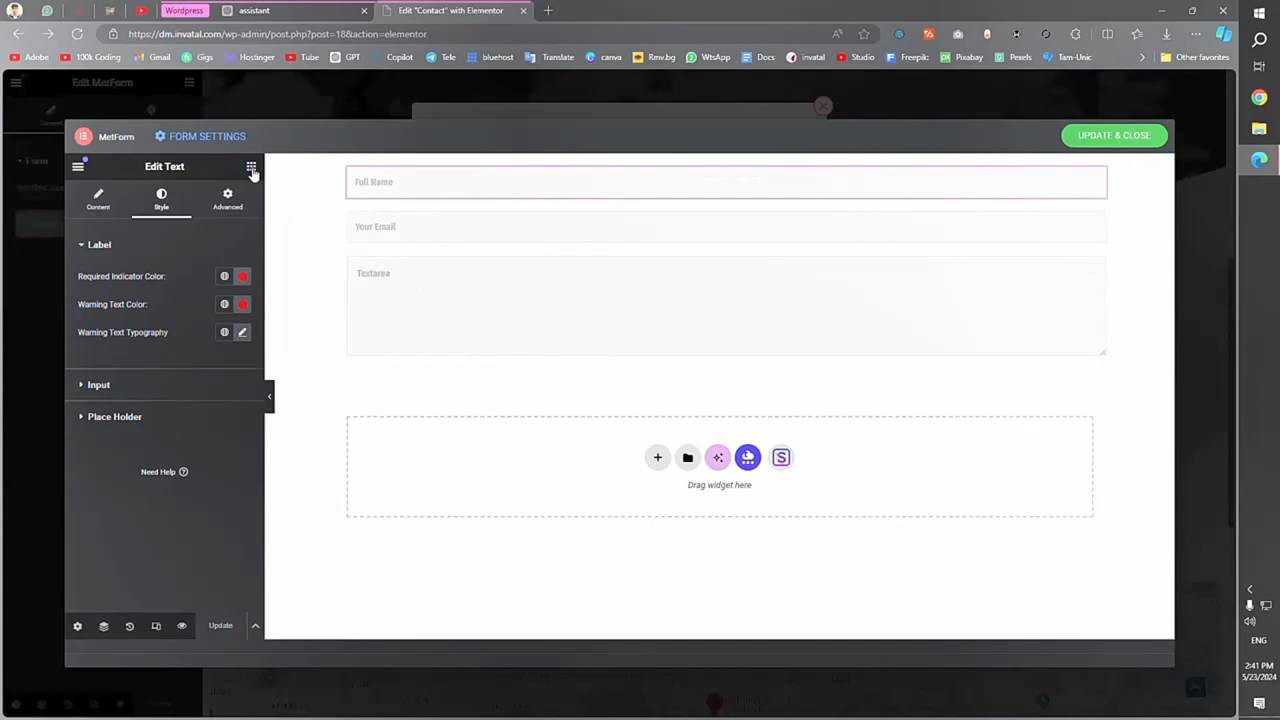 Wordpress
assistant
Edit "Contact" with Elementor
https://dm.invatal.com/wp-admin/post.php?post=18&action=elementor
Adobe
100k Coding
Gmail
Gigs
Hostinger
Tube
GPT
Copilot
Tele
bluehost
Translate
canva
Rmv.bg
WtsApp
Docs
invatal
Studio
Freepik
Pixabay
Pexels
Tam-Unic
Other favorites
Edit MetForm
Form
MetForm
FORM SETTINGS
UPDATE & CLOSE
Edit Text
Content
Style
Advanced
Label
Required Indicator Color:
Warning Text Color:
Warning Text Typography
Input
Place Holder
Need Help
Update
Full Name
Your Email
Textarea
Drag widget here
ENG
2:41 PM
5/23/2024